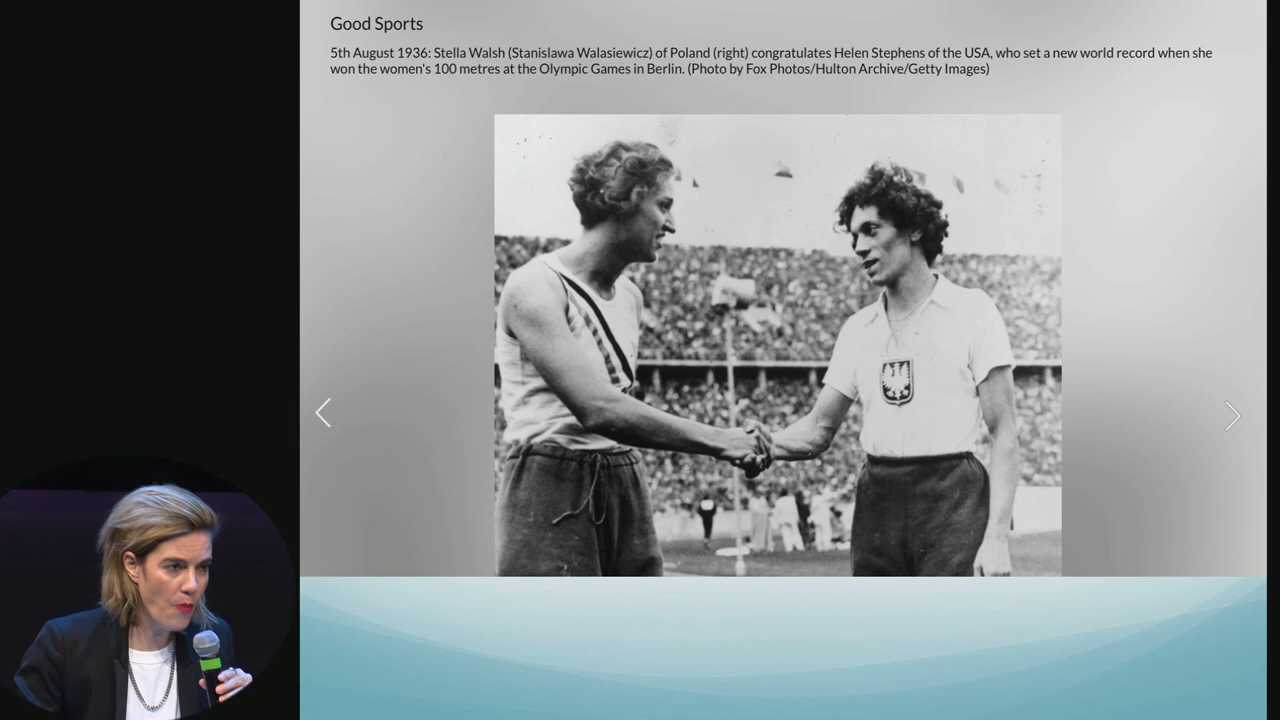 Good Sports
5th August 1936: Stella Walsh (Stanislawa Walasiewicz) of Poland (right) congratulates Helen Stephens of the USA, who set a new world record when she
won the women's 100 metres at the Olympic Games in Berlin. (Photo by Fox Photos/Hulton Archive/Getty Images)